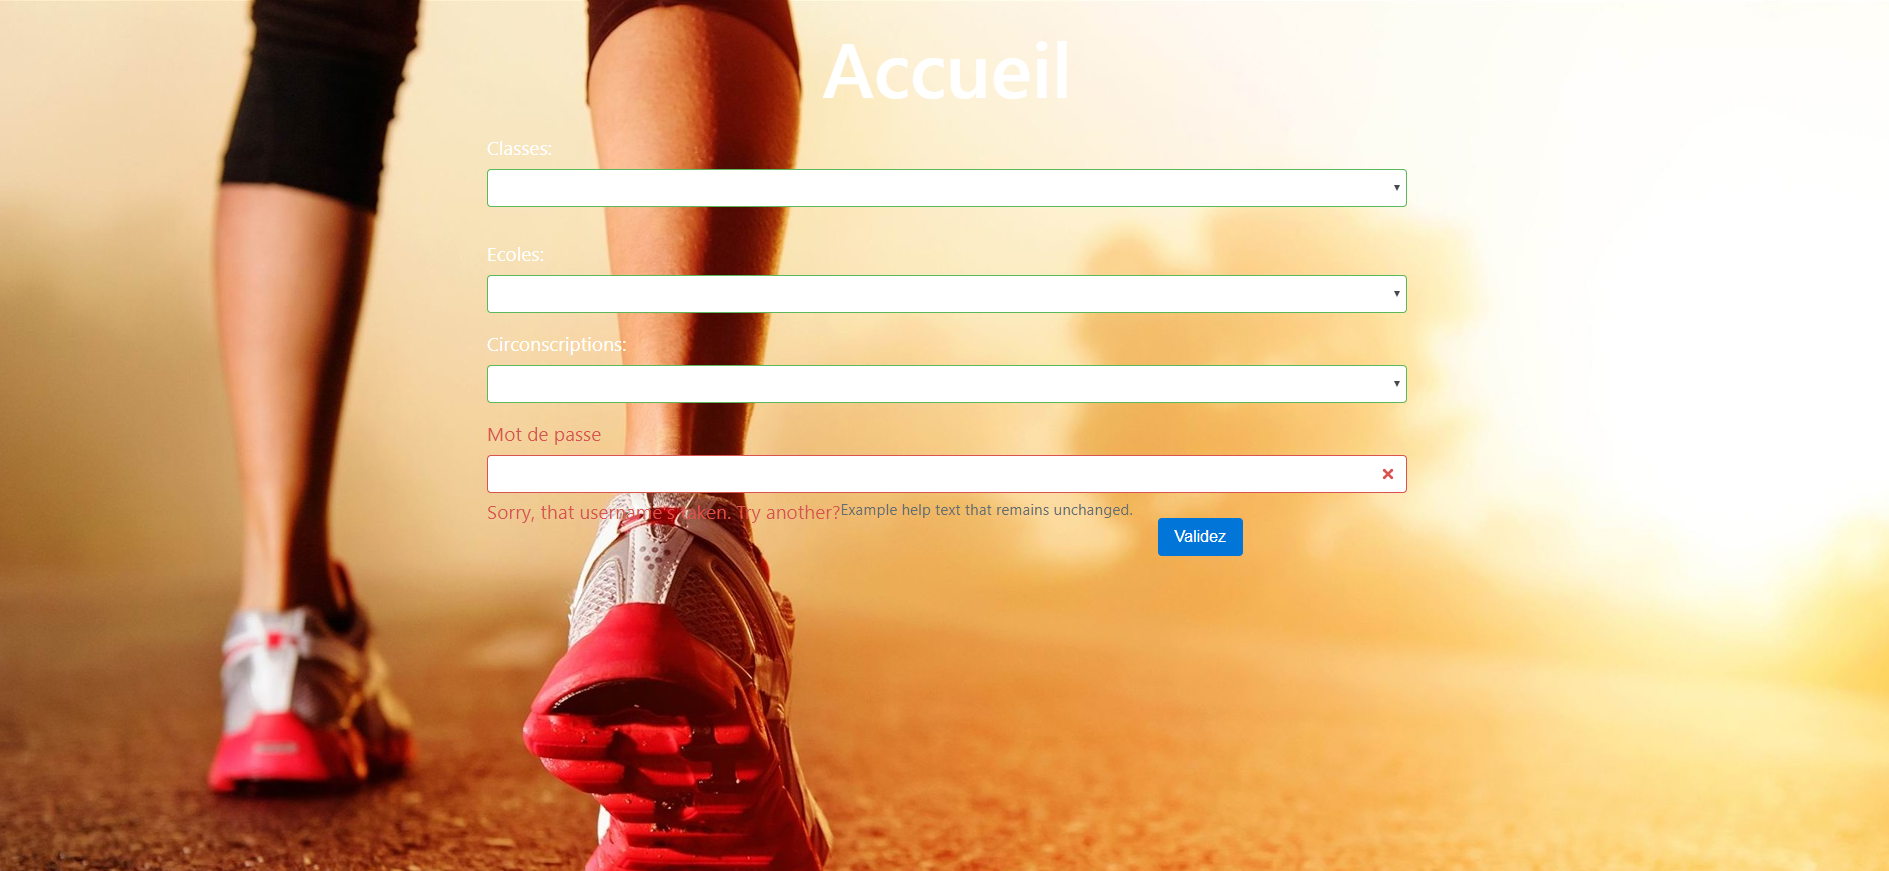 Accueil
Classes:
Ecoles:
Circonscriptions:
Mot de passe
Sorry, that username's taken. Try another?Example help text that remains unchanged.
Validez